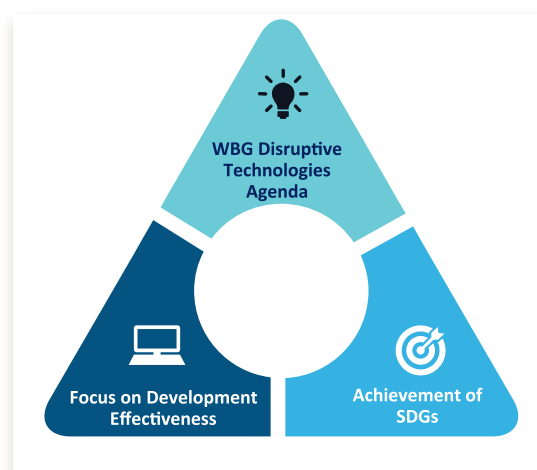 WBG Disruptive
Technologies
Agenda
Focus on Development
Effectiveness
Achievement of
SDGs